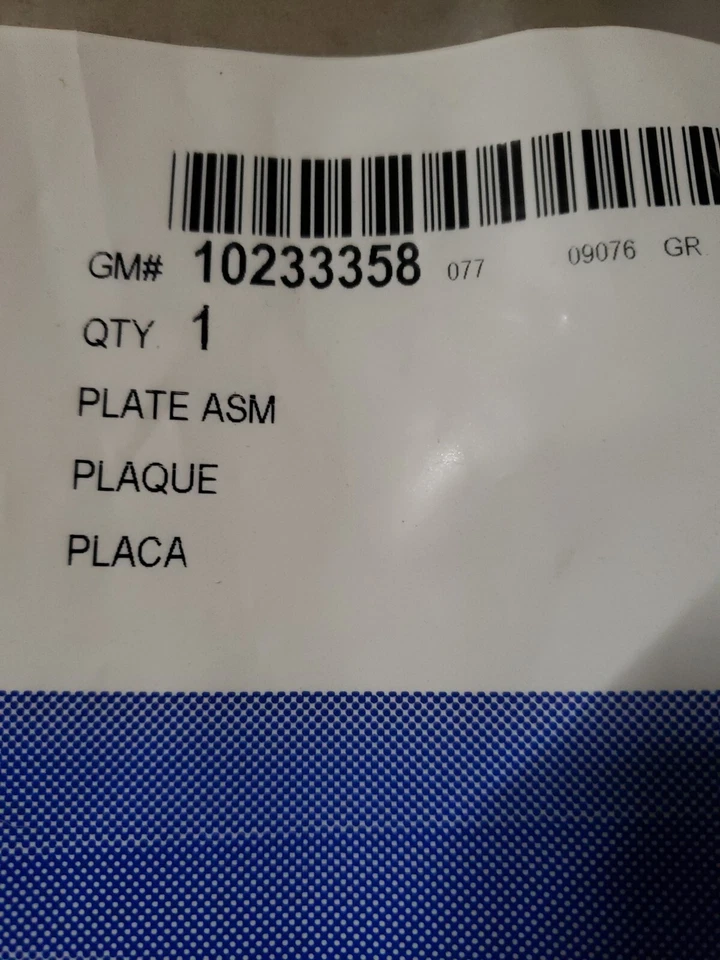 GM# 10233358 077 09076 GR
QTY 1
PLATE ASM
PLAQUE
PLACA